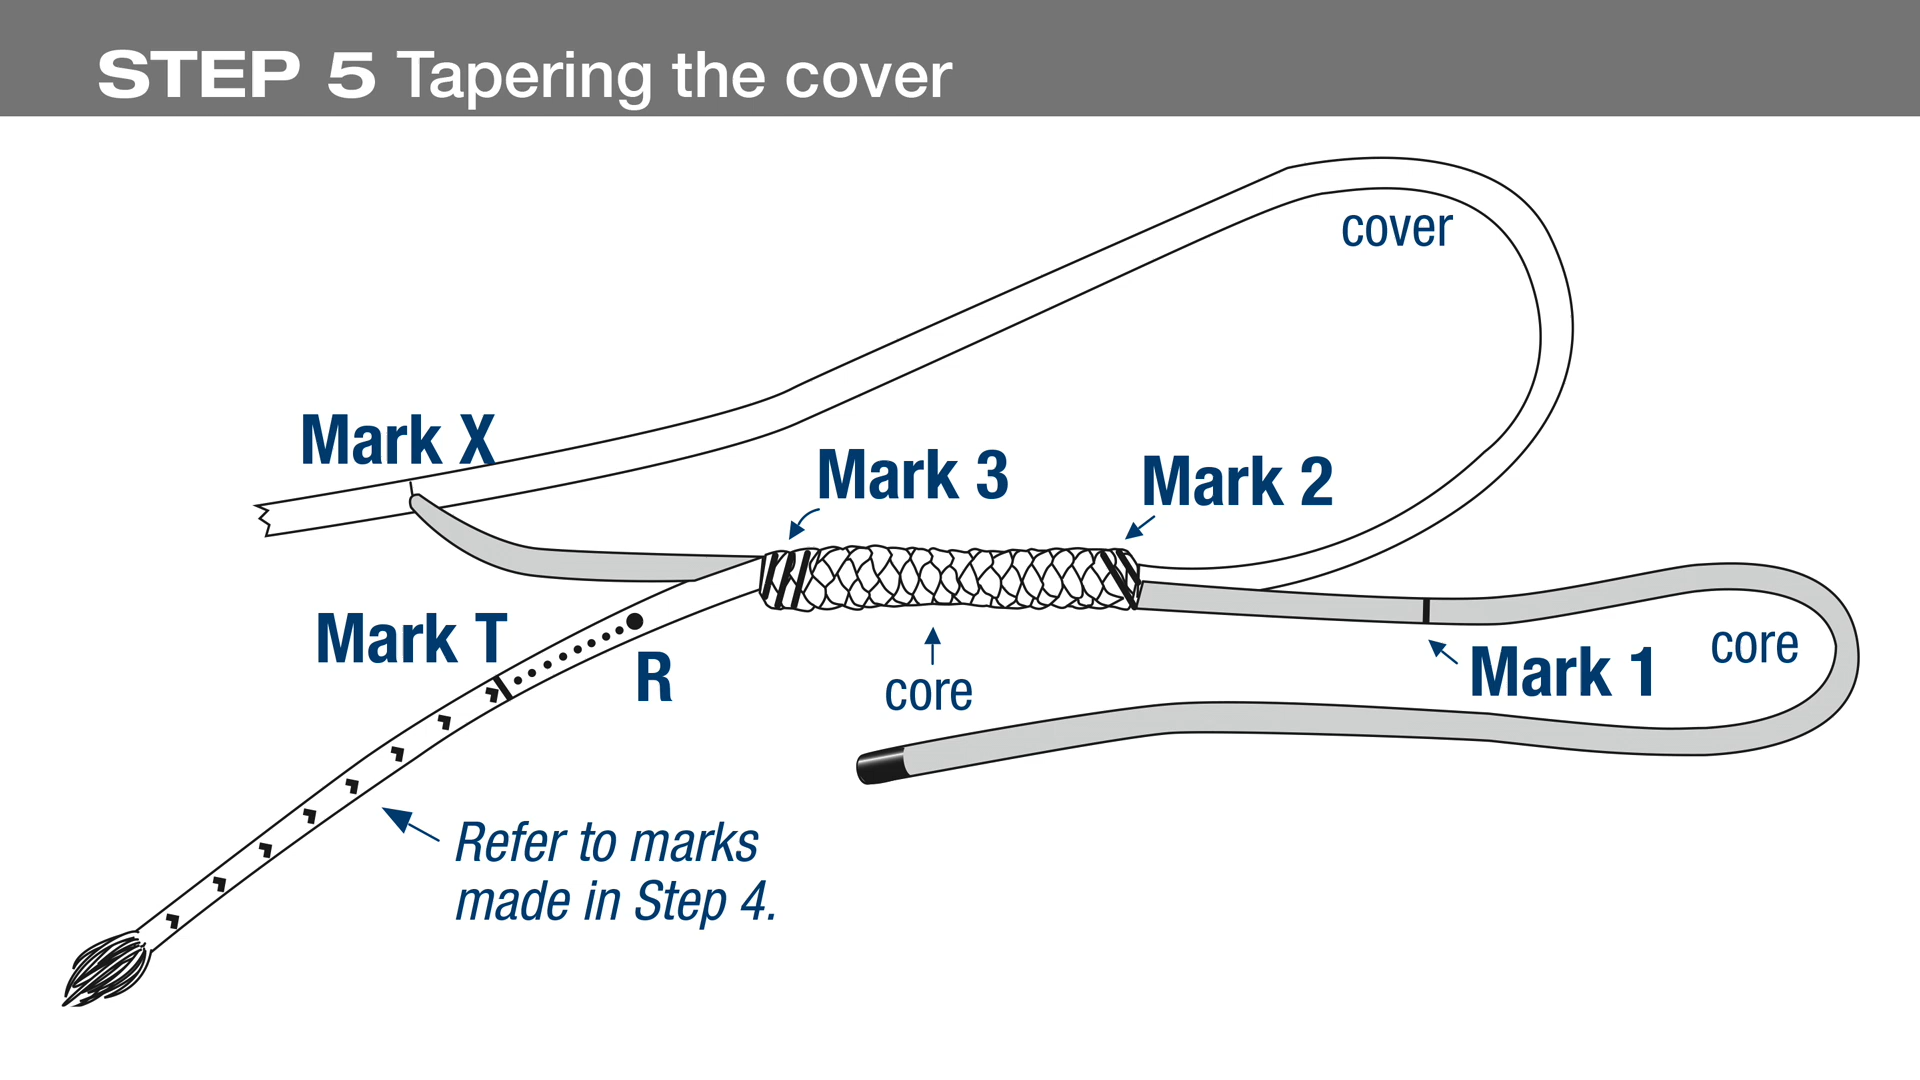 STEP 5 Tapering the cover
cover
Mark X
Mark 3
Mark 2
Mark T
R
core
Mark 1
core
Refer to marks
made in Step 4.